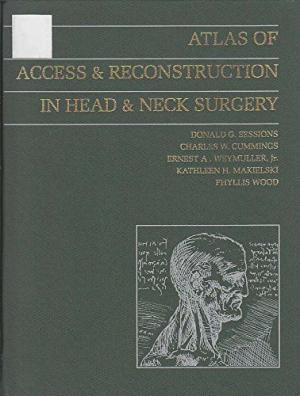 ATLAS OF
ACCESS & RECONSTRUCTION
IN HEAD & NECK SURGERY
DONALD G. SESSIONS
CHARLES W. CUMMINGS
ERNEST A. WEYMULLER, Jr.
KATHLEEN H. MAKIELSKI
PHYLLIS WOOD